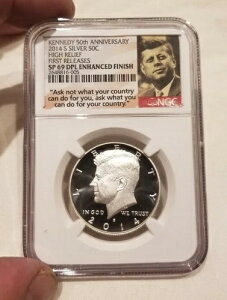 KENNEDY 50th ANNIVERSARY
2014 S SILVER 50C
HIGH RELIEF
FIRST RELEASES
SP 69 DPL ENHANCED FINISH
2648816-005
"Ask not what your country
can do for you, ask what you
can do for your country."
NGC
LIBERTY
IN GOD WE TRUST
S
2014